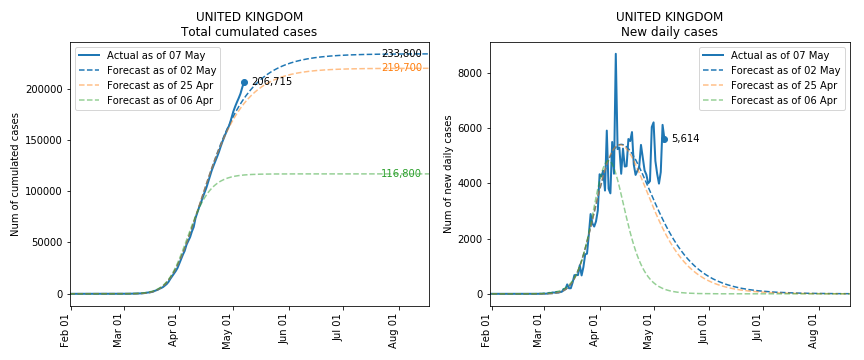 UNITED KINGDOM
Total cumulated cases
Actual as of 07 May
Forecast as of 02 May
Forecast as of 25 Apr
Forecast as of 06 Apr
233,800
219,700
206,715
116,800
Num of cumulated cases
200000
150000
100000
50000
0
Feb 01
Mar 01
Apr 01
May 01
Jun 01
Jul 01
Aug 01
UNITED KINGDOM
New daily cases
Actual as of 07 May
Forecast as of 02 May
Forecast as of 25 Apr
Forecast as of 06 Apr
5,614
Num of new daily cases
8000
6000
4000
2000
0
Feb 01
Mar 01
Apr 01
May 01
Jun 01
Jul 01
Aug 01